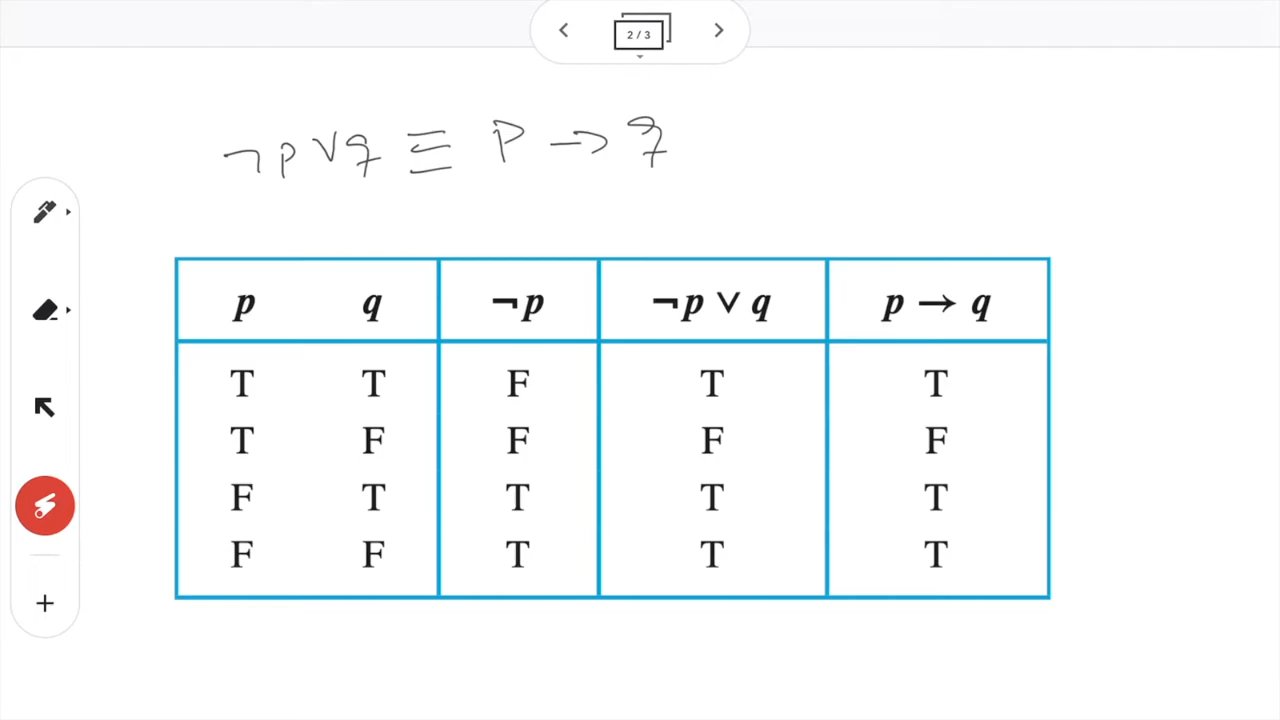 2 / 3
¬p∨q ≡ P → q
p q ¬p ¬p ∨ q p → q
T T F T T
T F F F F
F T T T T
F F T T T